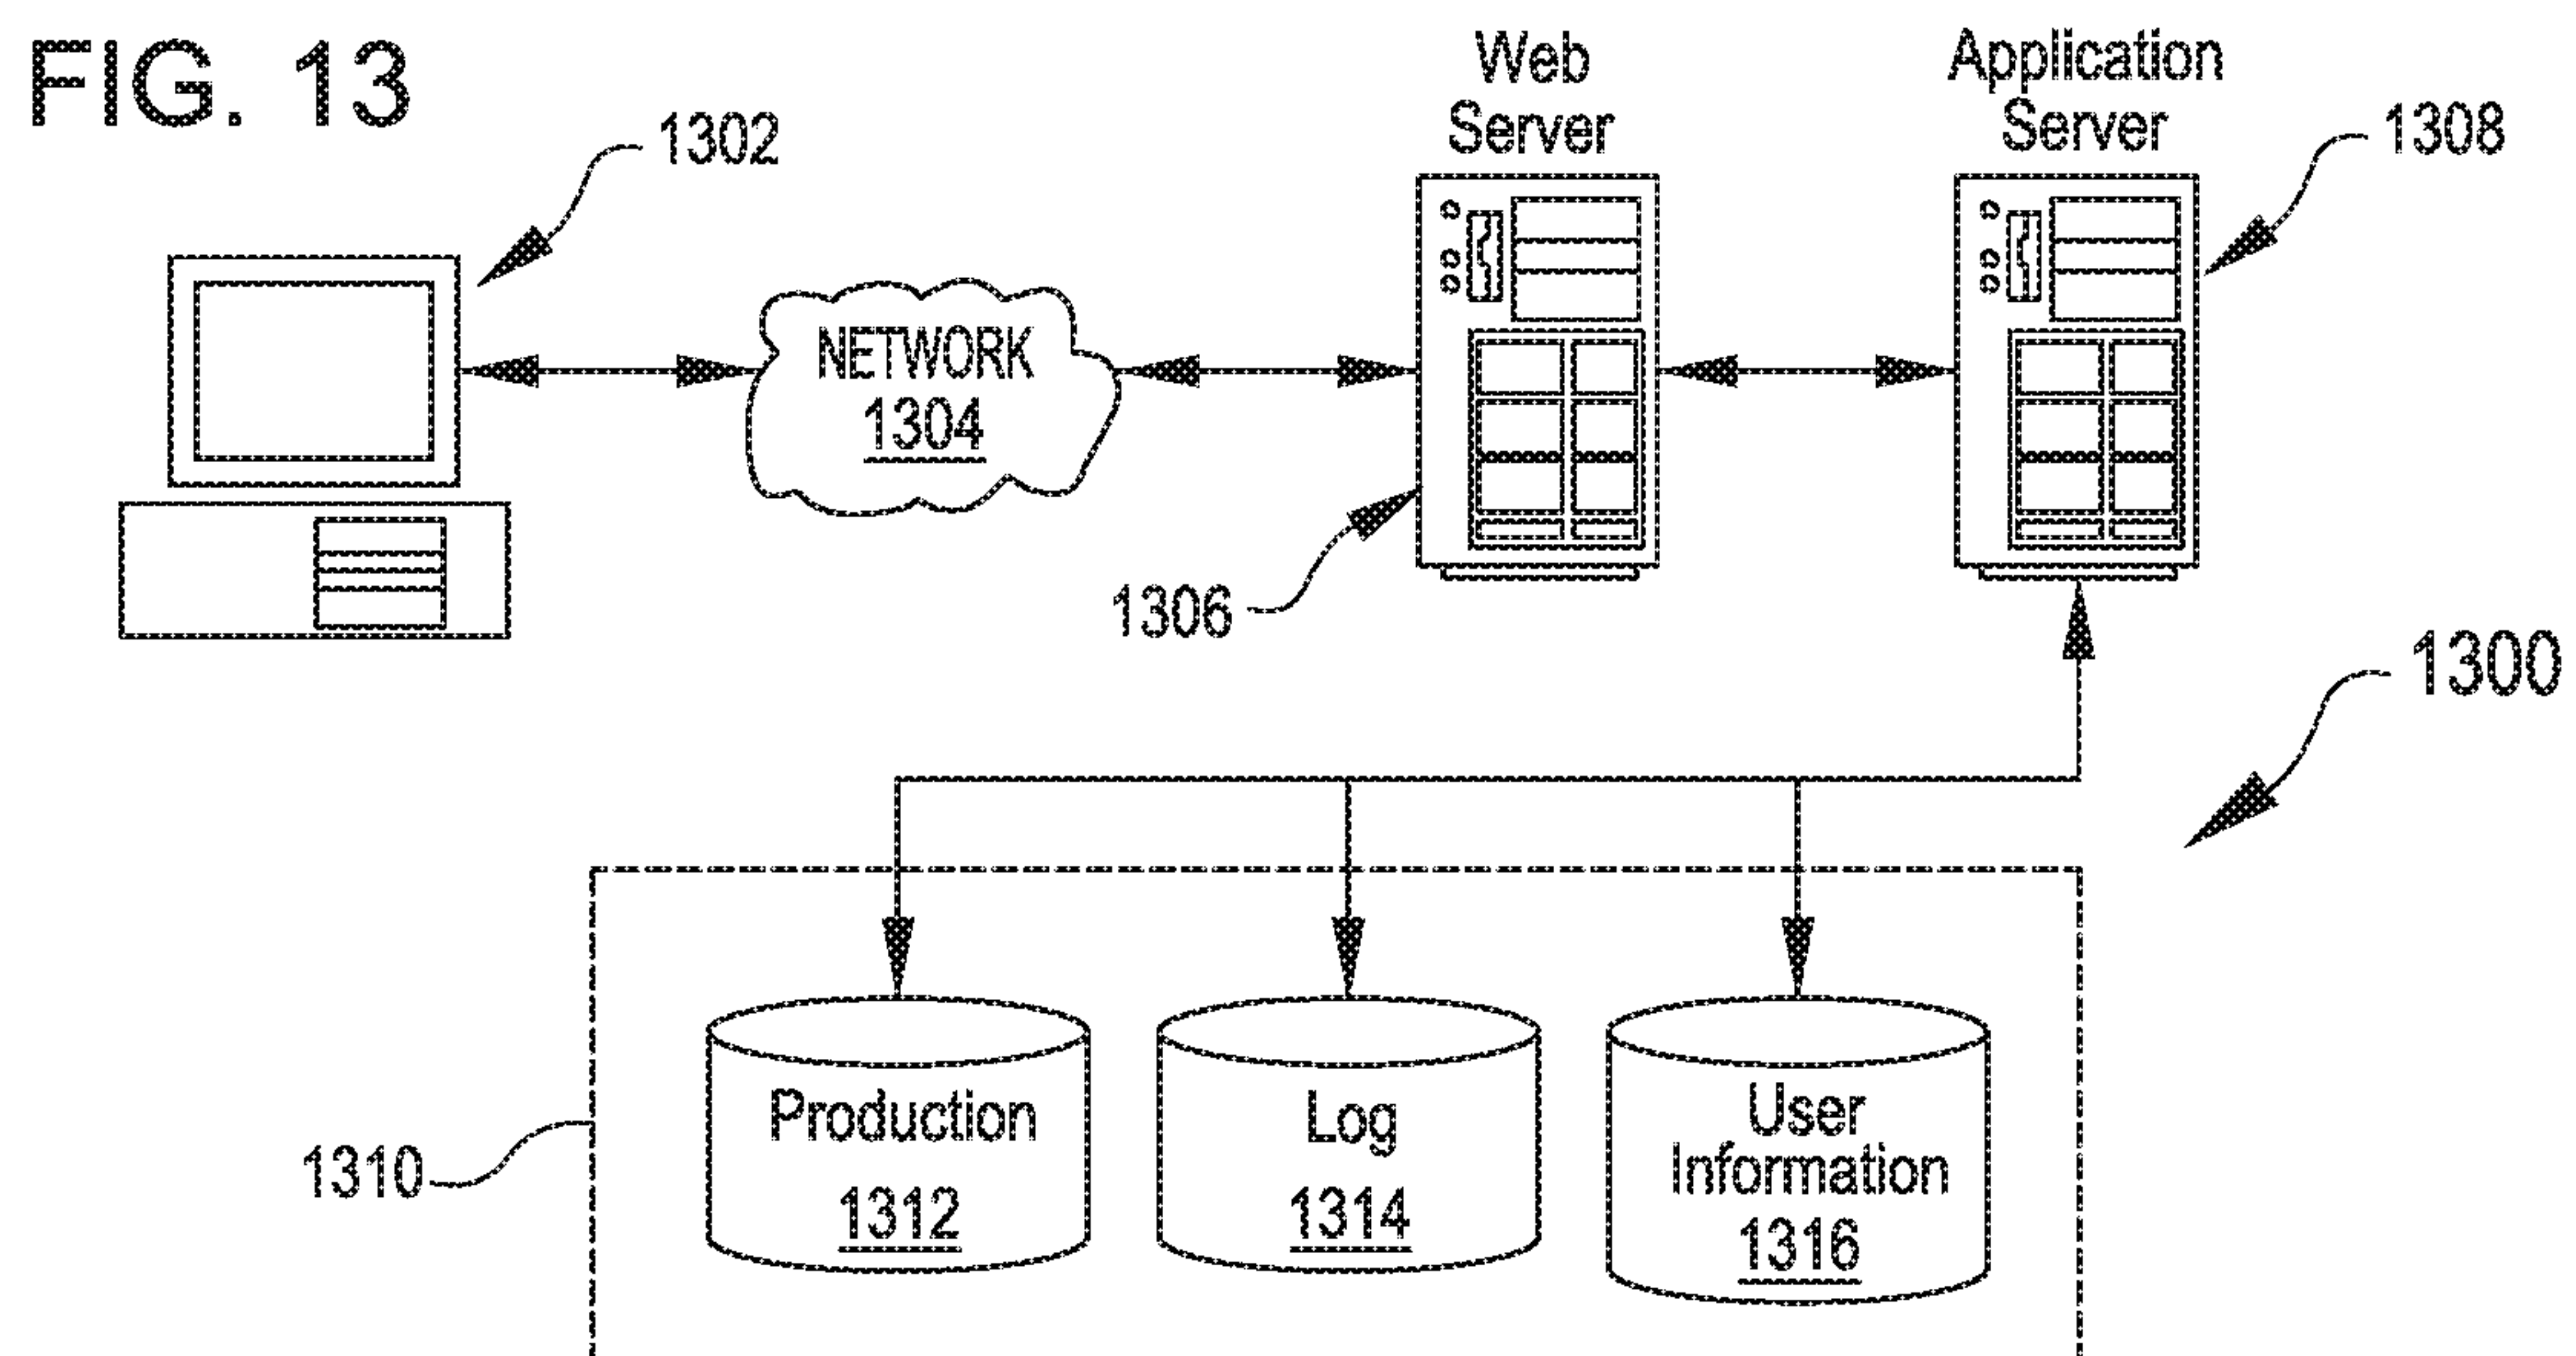 FIG. 13
1302
Web
Server
Application
Server
1308
NETWORK
1304
1306
1300
1310
Production
1312
Log
1314
User
Information
1316